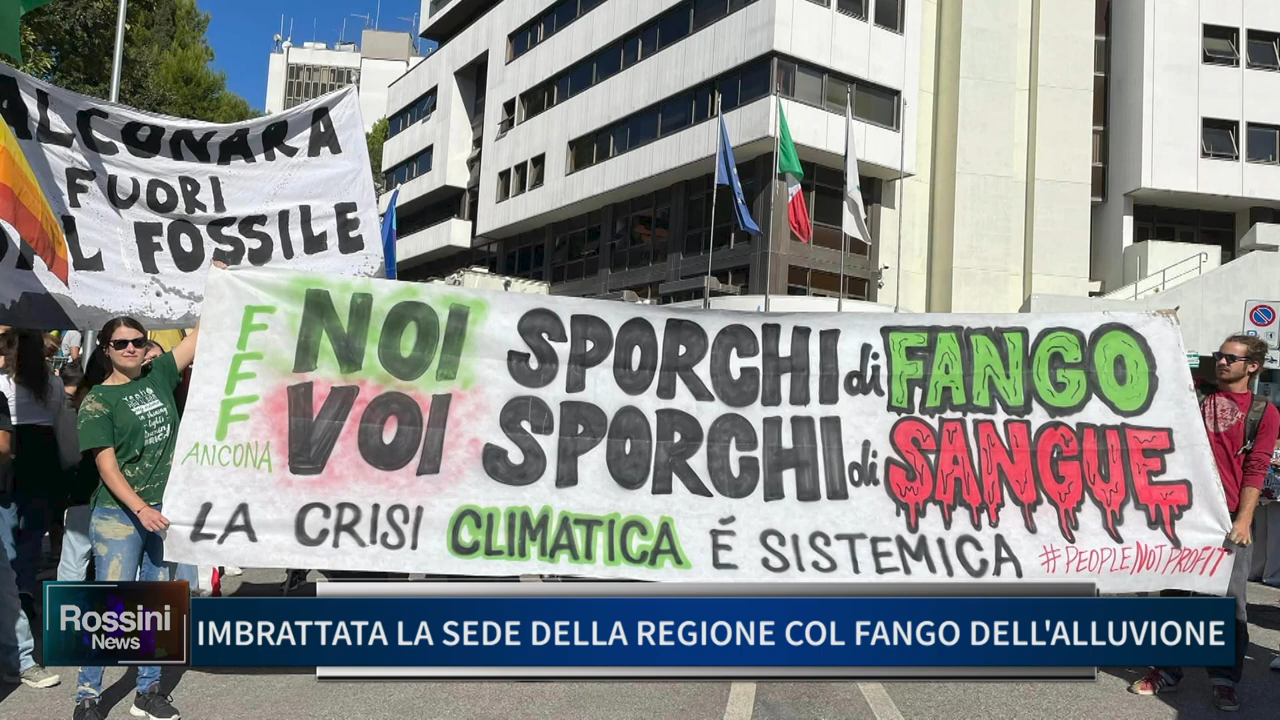 ALCONARA
FUORI
DAL FOSSILE
FFF
ANCONA
NOI SPORCHI di FANGO
VOI SPORCHI di SANGUE
LA CRISI CLIMATICA É SISTEMICA
#PEOPLENOTPROFIT
Rossini
News
IMBRATTATA LA SEDE DELLA REGIONE COL FANGO DELL'ALLUVIONE